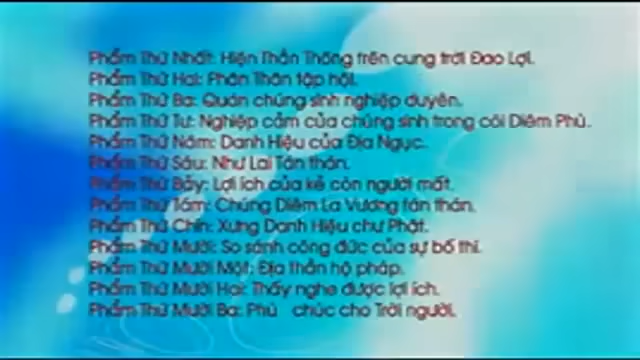 Phẩm Thứ Nhất: Hiện Thần Thông trên cung trời Đao Lợi.
Phẩm Thứ Hai: Phân Thân tập hội.
Phẩm Thứ Ba: Quán chúng sinh nghiệp duyên.
Phẩm Thứ Tư: Nghiệp cảm của chúng sinh trong cõi Diêm Phù.
Phẩm Thứ Năm: Danh Hiệu của Địa Ngục.
Phẩm Thứ Sáu: Như Lai Tán thán.
Phẩm Thứ Bảy: Lợi ích của kẻ còn người mất.
Phẩm Thứ Tám: Chúng Diêm La Vương tán thán.
Phẩm Thứ Chín: Xưng Danh Hiệu chư Phật.
Phẩm Thứ Mười: So sánh công đức của sự bố thí.
Phẩm Thứ Mười Một: Địa thần hộ pháp.
Phẩm Thứ Mười Hai: Thấy nghe được lợi ích.
Phẩm Thứ Mười Ba: Phù chúc cho Trời người.